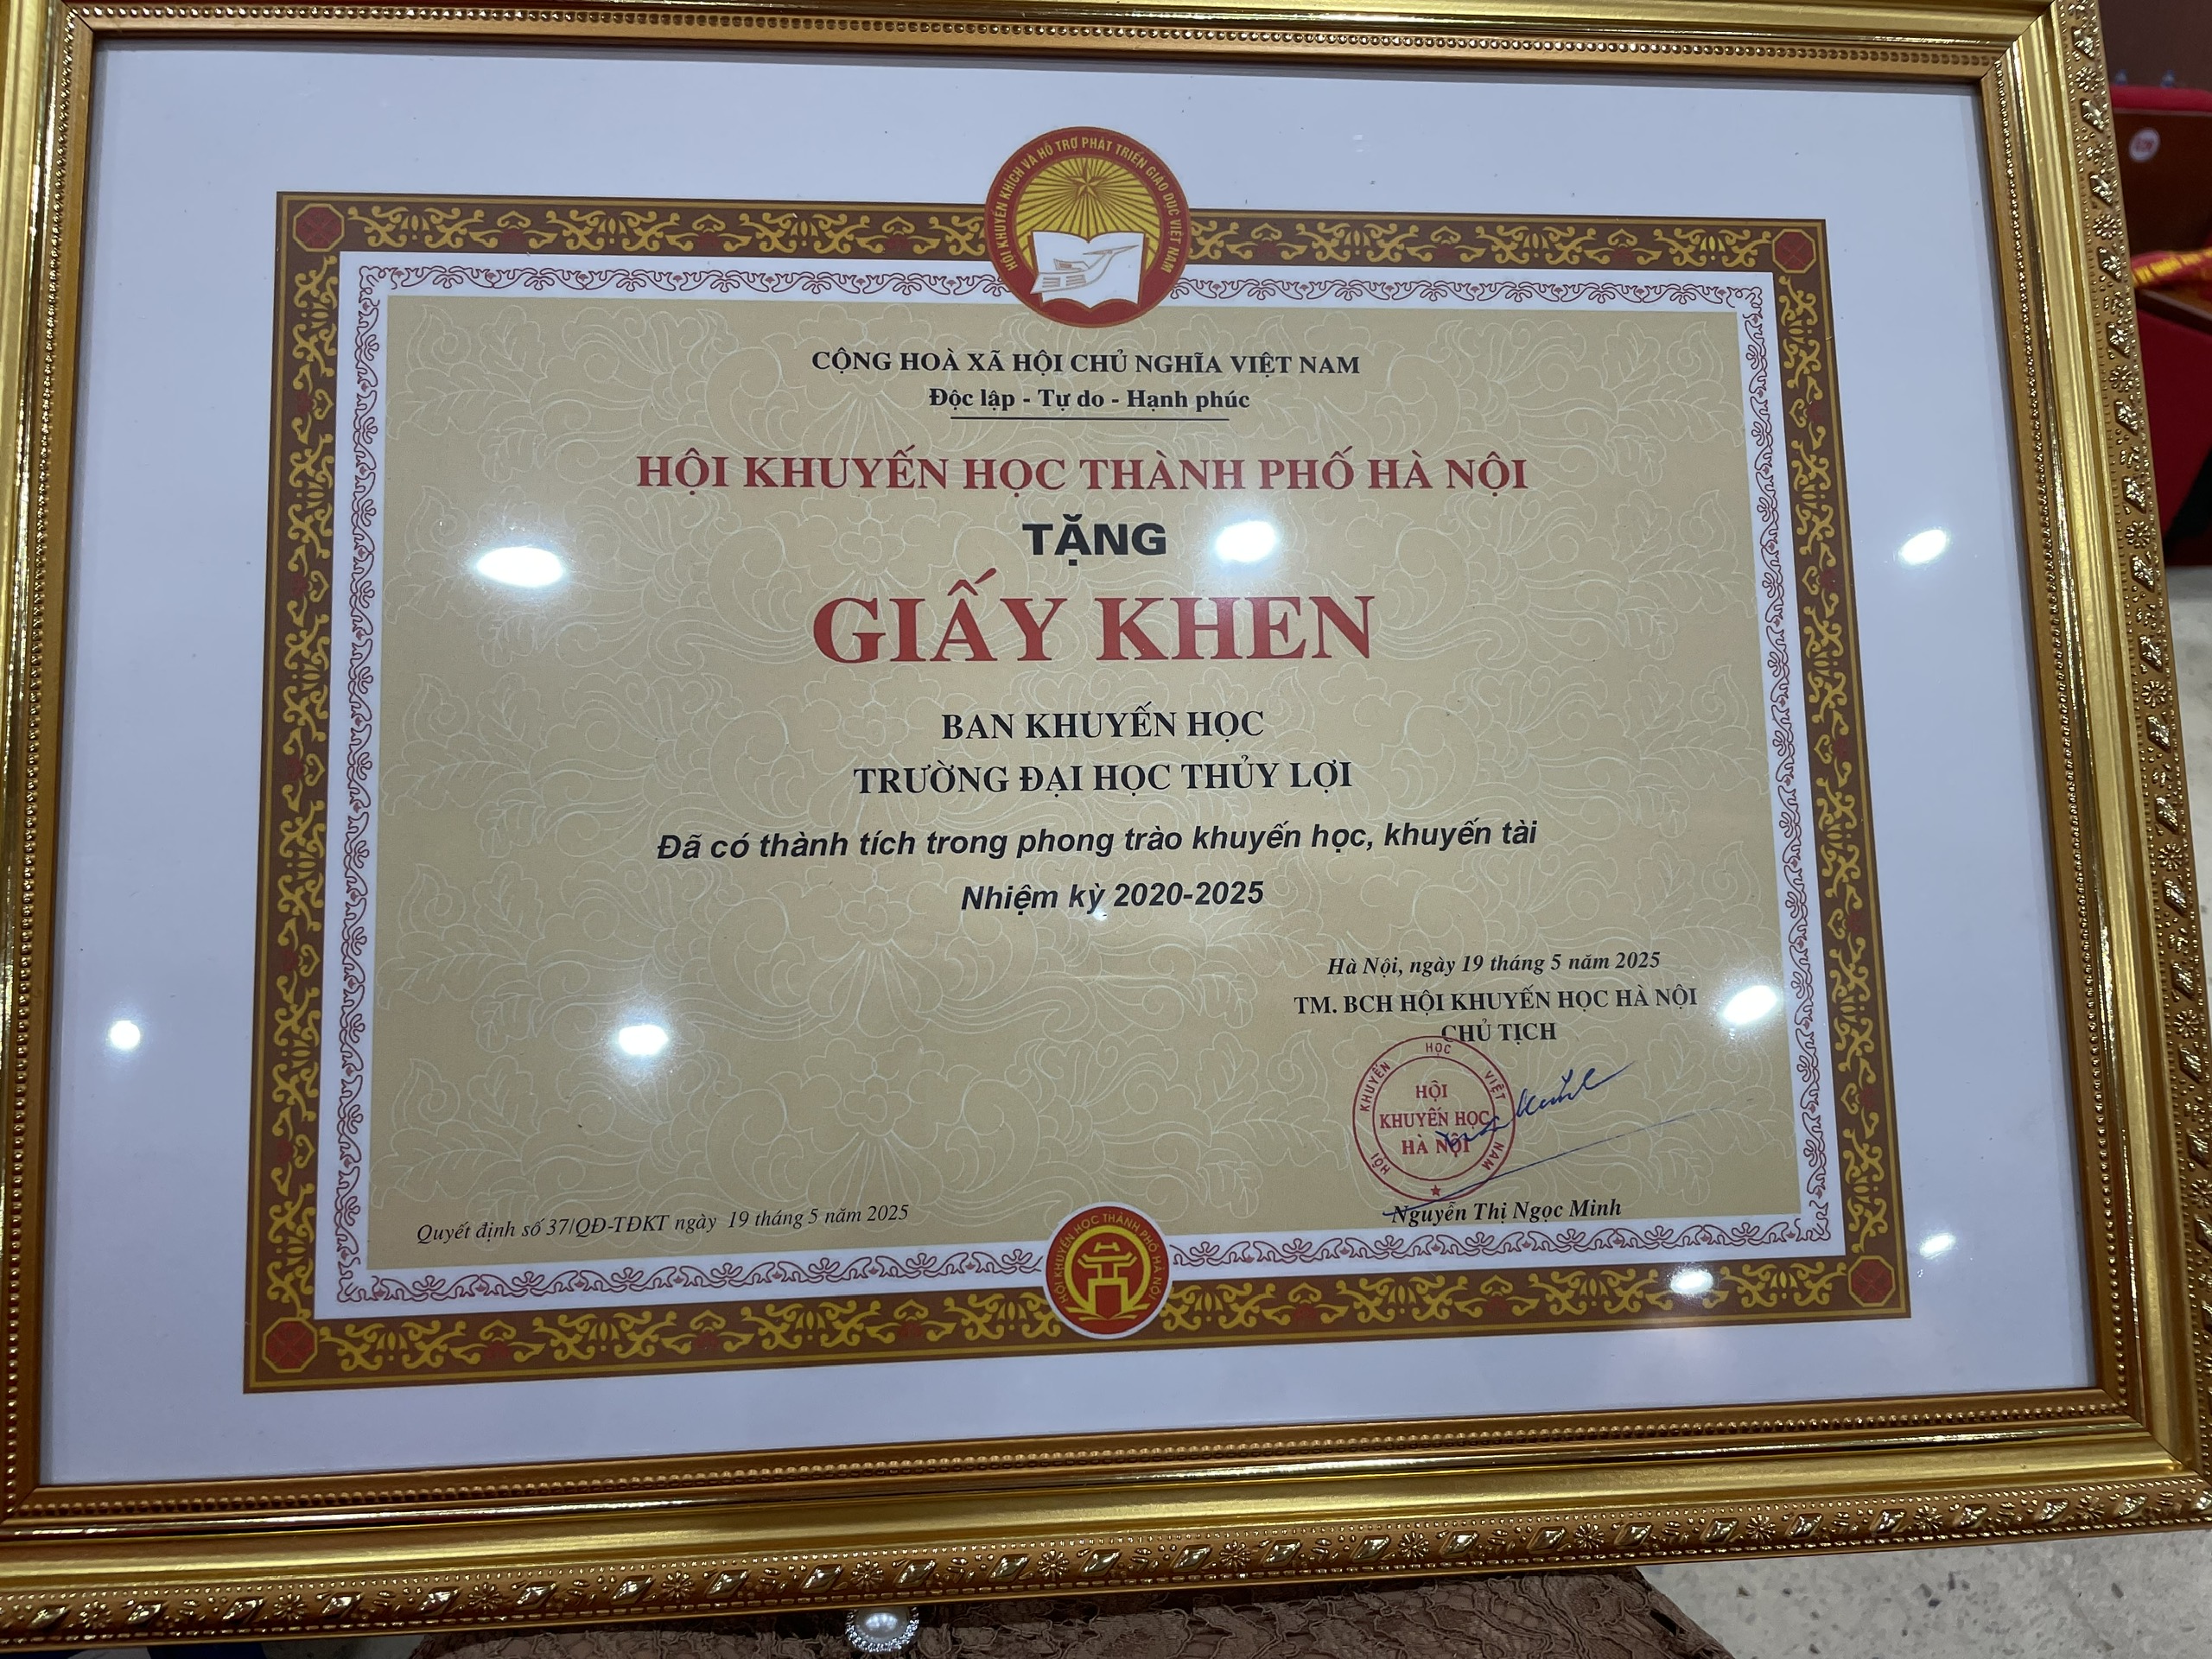 HỘI KHUYẾN KHÍCH VÀ HỖ TRỢ PHÁT TRIỂN GIÁO DỤC VIỆT NAM
CỘNG HOÀ XÃ HỘI CHỦ NGHĨA VIỆT NAM
Độc lập - Tự do - Hạnh phúc
HỘI KHUYẾN HỌC THÀNH PHỐ HÀ NỘI
TẶNG
GIẤY KHEN
BAN KHUYẾN HỌC
TRƯỜNG ĐẠI HỌC THỦY LỢI
Đã có thành tích trong phong trào khuyến học, khuyến tài
Nhiệm kỳ 2020-2025
Hà Nội, ngày 19 tháng 5 năm 2025
TM. BCH HỘI KHUYẾN HỌC HÀ NỘI
CHỦ TỊCH
HỘI KHUYẾN HỌC VIỆT NAM
HỘI
KHUYẾN HỌC
HÀ NỘI
Nguyễn Thị Ngọc Minh
Quyết định số 37/QĐ-TĐKT ngày 19 tháng 5 năm 2025
HỘI KHUYẾN HỌC THÀNH PHỐ HÀ NỘI